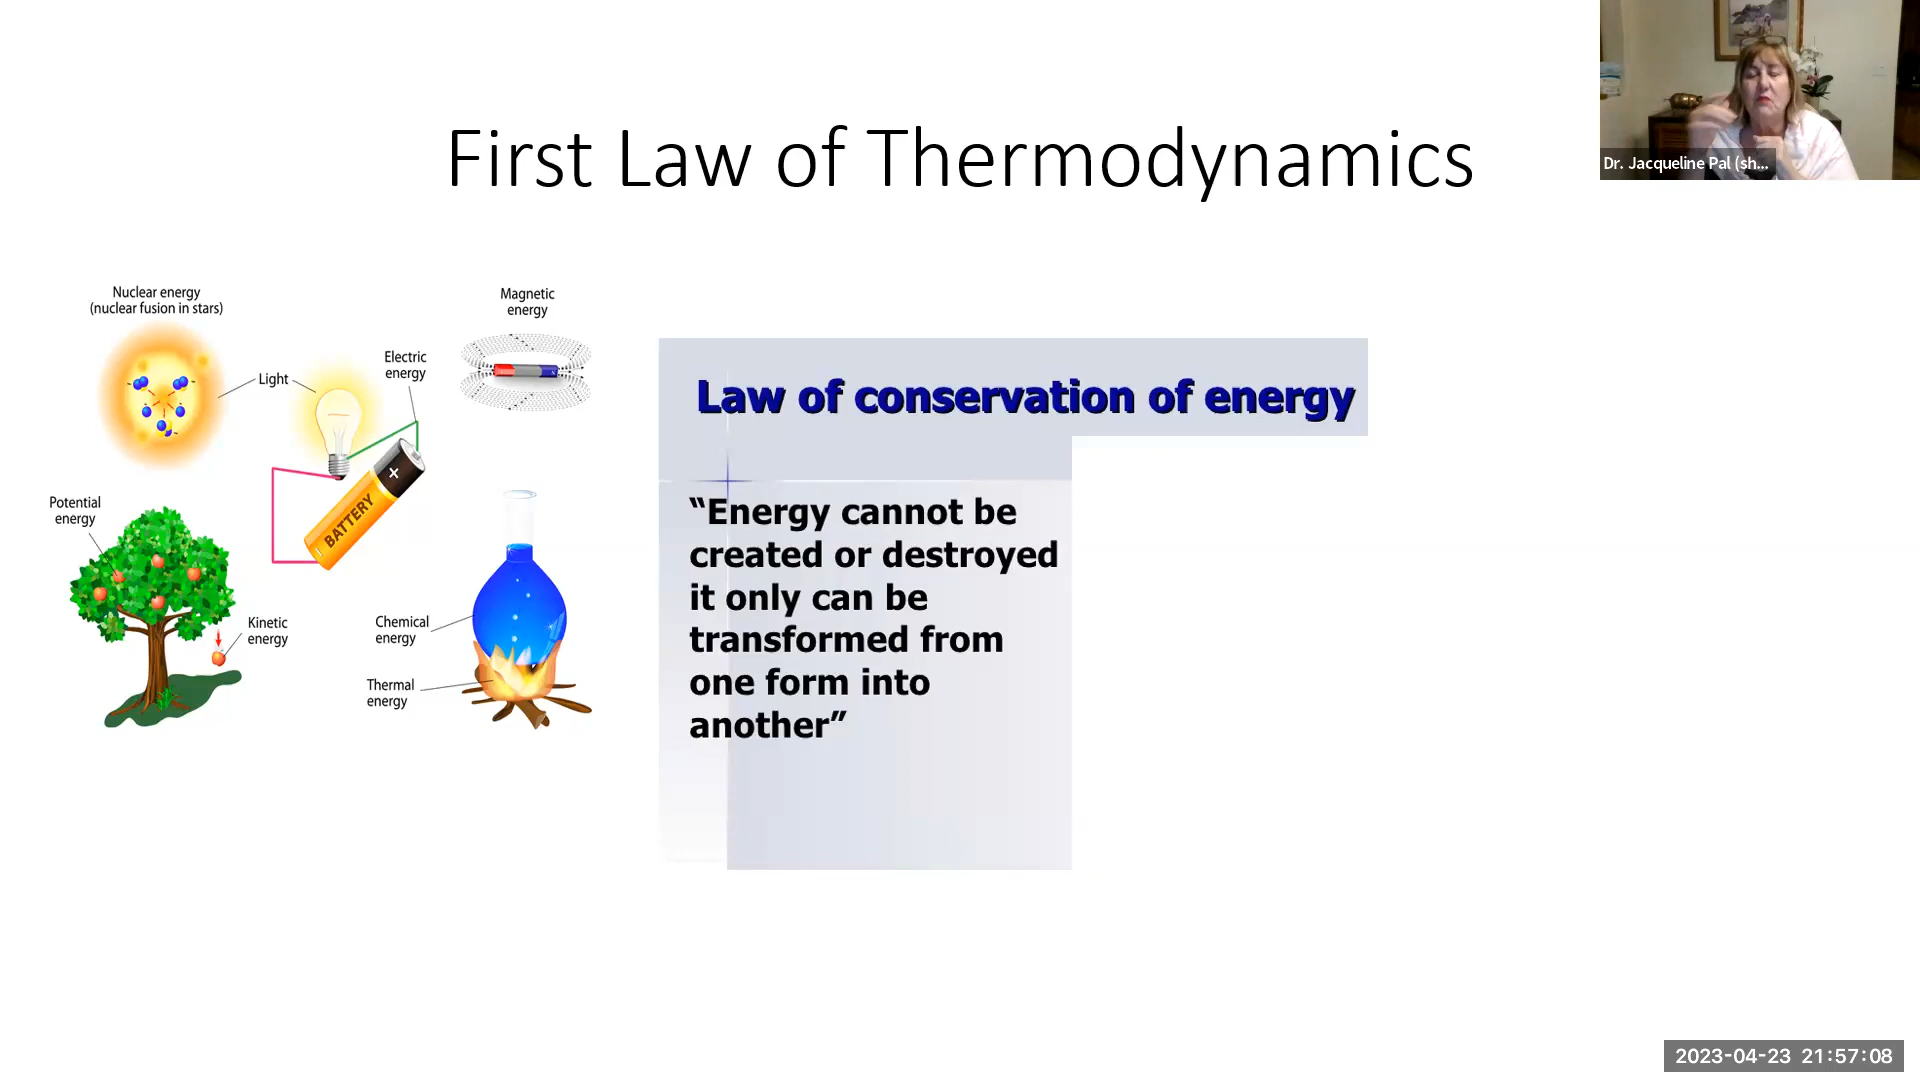 First Law of Thermodynamics
Dr. Jacqueline Pal (sh...
Nuclear energy
(nuclear fusion in stars)
Light
Electric
energy
Magnetic
energy
BATTERY
+
Potential
energy
Kinetic
energy
Chemical
energy
Thermal
energy
Law of conservation of energy
“Energy cannot be
created or destroyed
it only can be
transformed from
one form into
another”
2023-04-23 21:57:08